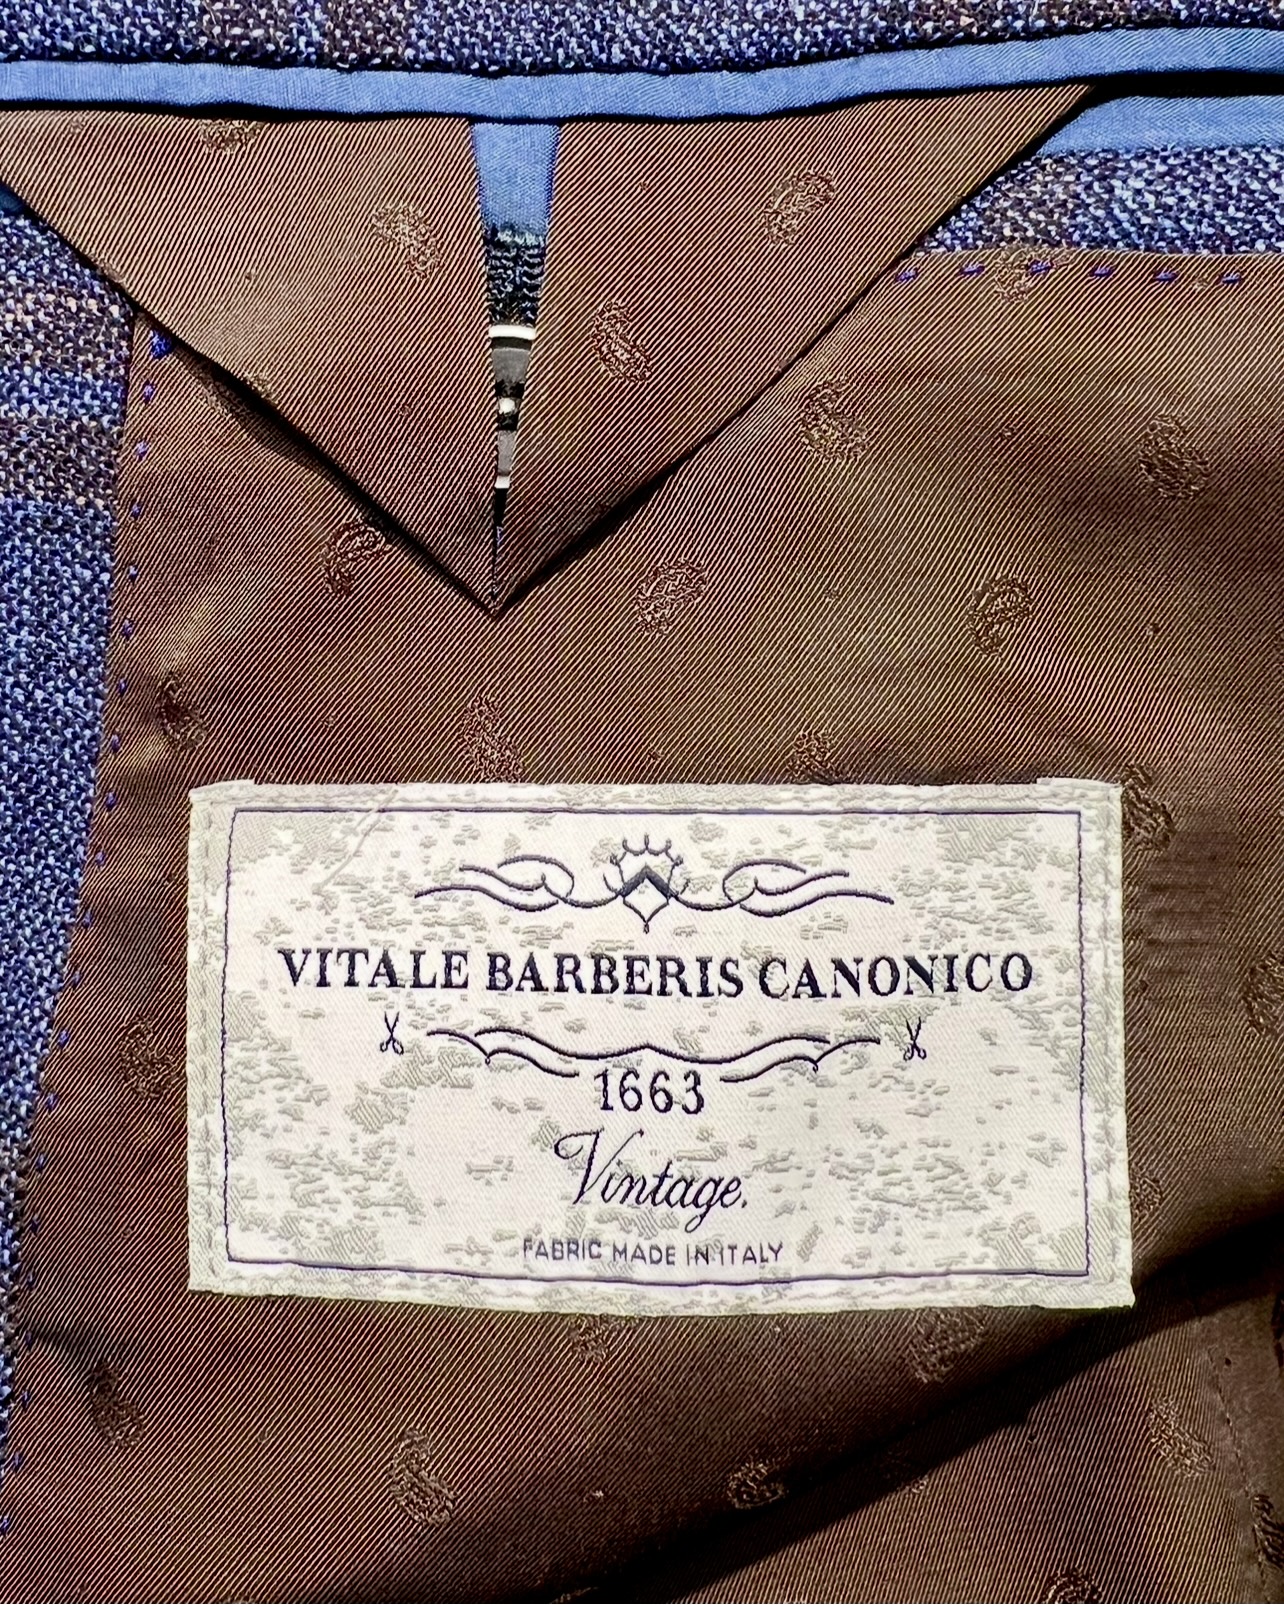 VITALE BARBERIS CANONICO
1663
Vintage.
FABRIC MADE IN ITALY